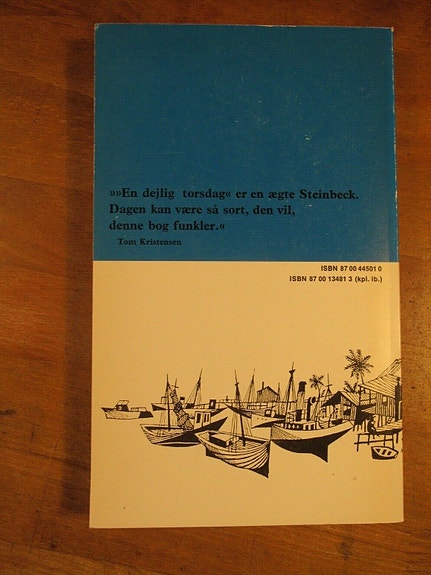 »»En dejlig torsdag« er en ægte Steinbeck.
Dagen kan være så sort, den vil,
denne bog funkler.«
Tom Kristensen
ISBN 87 00 44501 0
ISBN 87 00 13481 3 (kpl. ib.)